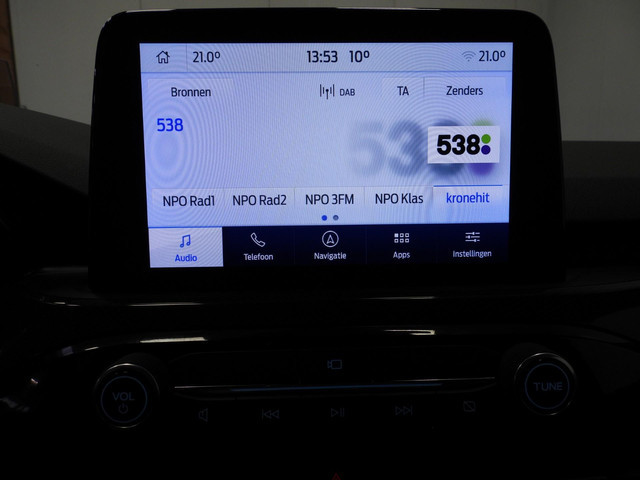 21.0° 13:53 10° 21.0°
Bronnen DAB TA Zenders
538
538
538
NPO Rad1 NPO Rad2 NPO 3FM NPO Klas kronehit
Audio Telefoon Navigatie Apps Instellingen
VOL TUNE